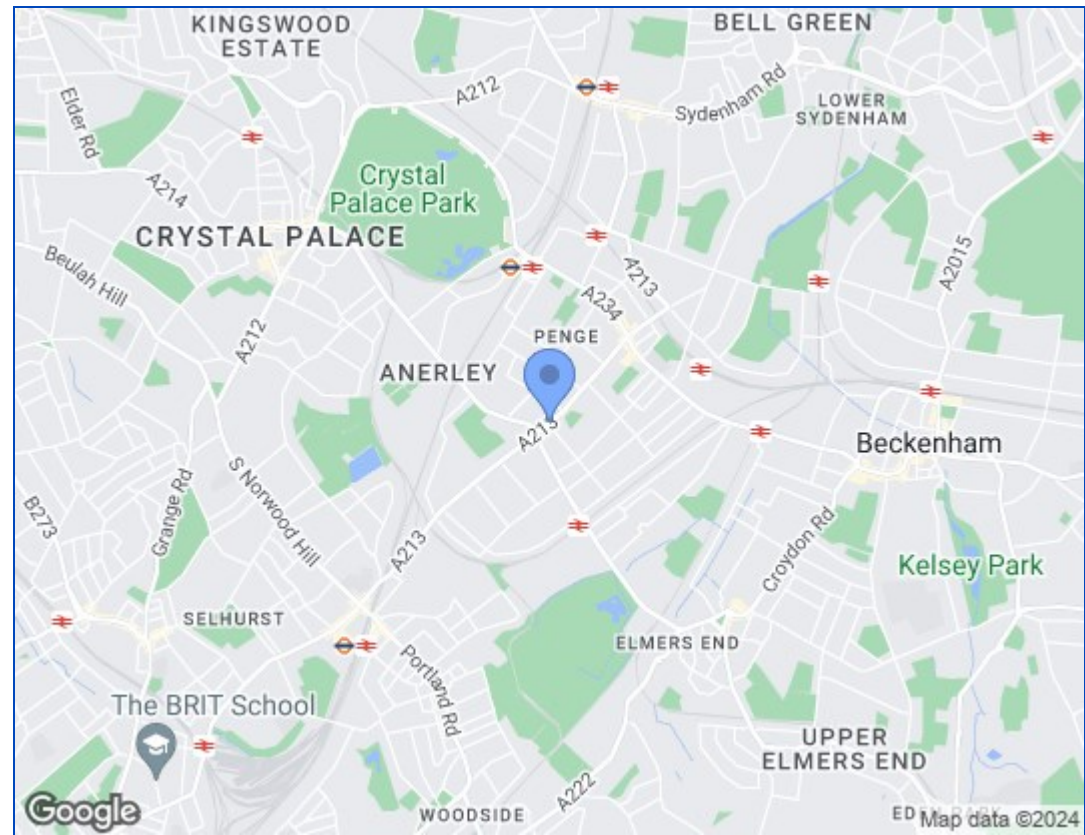 KINGSWOOD
ESTATE
BELL GREEN
A212
Sydenham Rd
Elder Rd
LOWER
SYDENHAM
A214
Crystal
Palace Park
CRYSTAL PALACE
Beulah Hill
A213
A2015
A234
A212
PENGE
ANERLEY
A213
Beckenham
Grange Rd
S Norwood Hill
B273
Croydon Rd
A213
Kelsey Park
SELHURST
ELMERS END
Portland Rd
The BRIT School
UPPER
ELMERS END
A222
WOODSIDE
EDEN PARK
Google
Map data ©2024